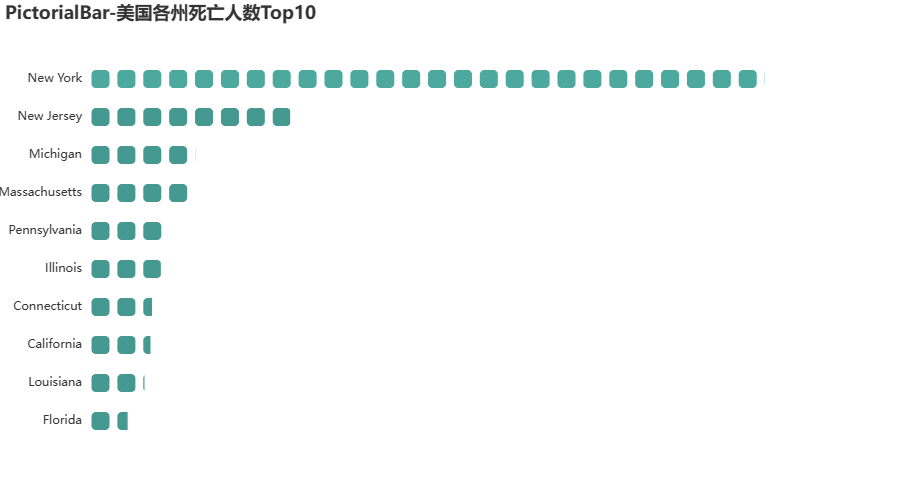 PictorialBar-美国各州死亡人数Top10
New York
New Jersey
Michigan
Massachusetts
Pennsylvania
Illinois
Connecticut
California
Louisiana
Florida